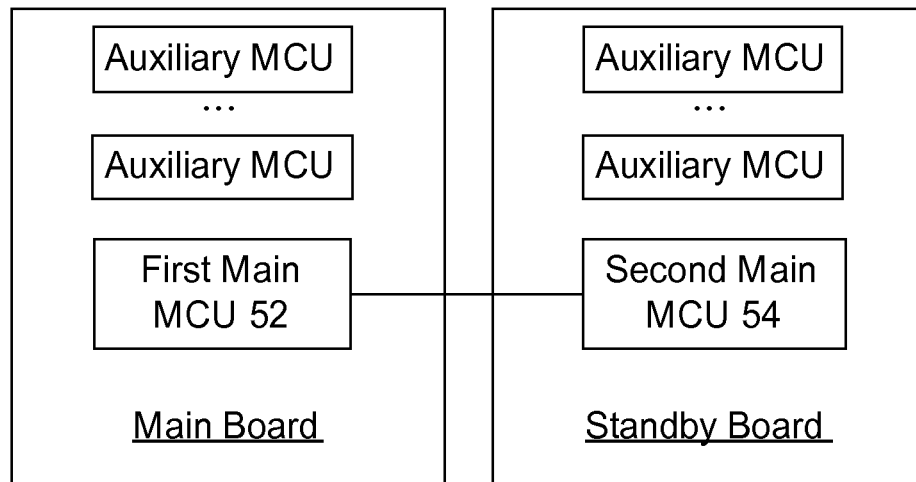 Auxiliary MCU
...
Auxiliary MCU
First Main
MCU 52
Main Board
Auxiliary MCU
...
Auxiliary MCU
Second Main
MCU 54
Standby Board